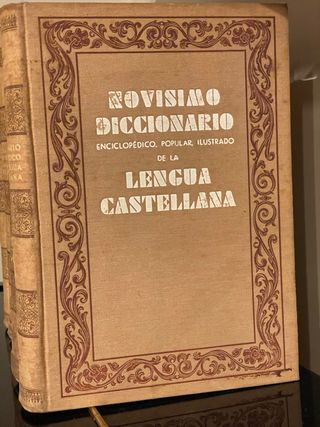 NOVISIMO
DICCIONARIO
ENCICLOPÉDICO, POPULAR, ILUSTRADO
DE LA
LENGUA
CASTELLANA